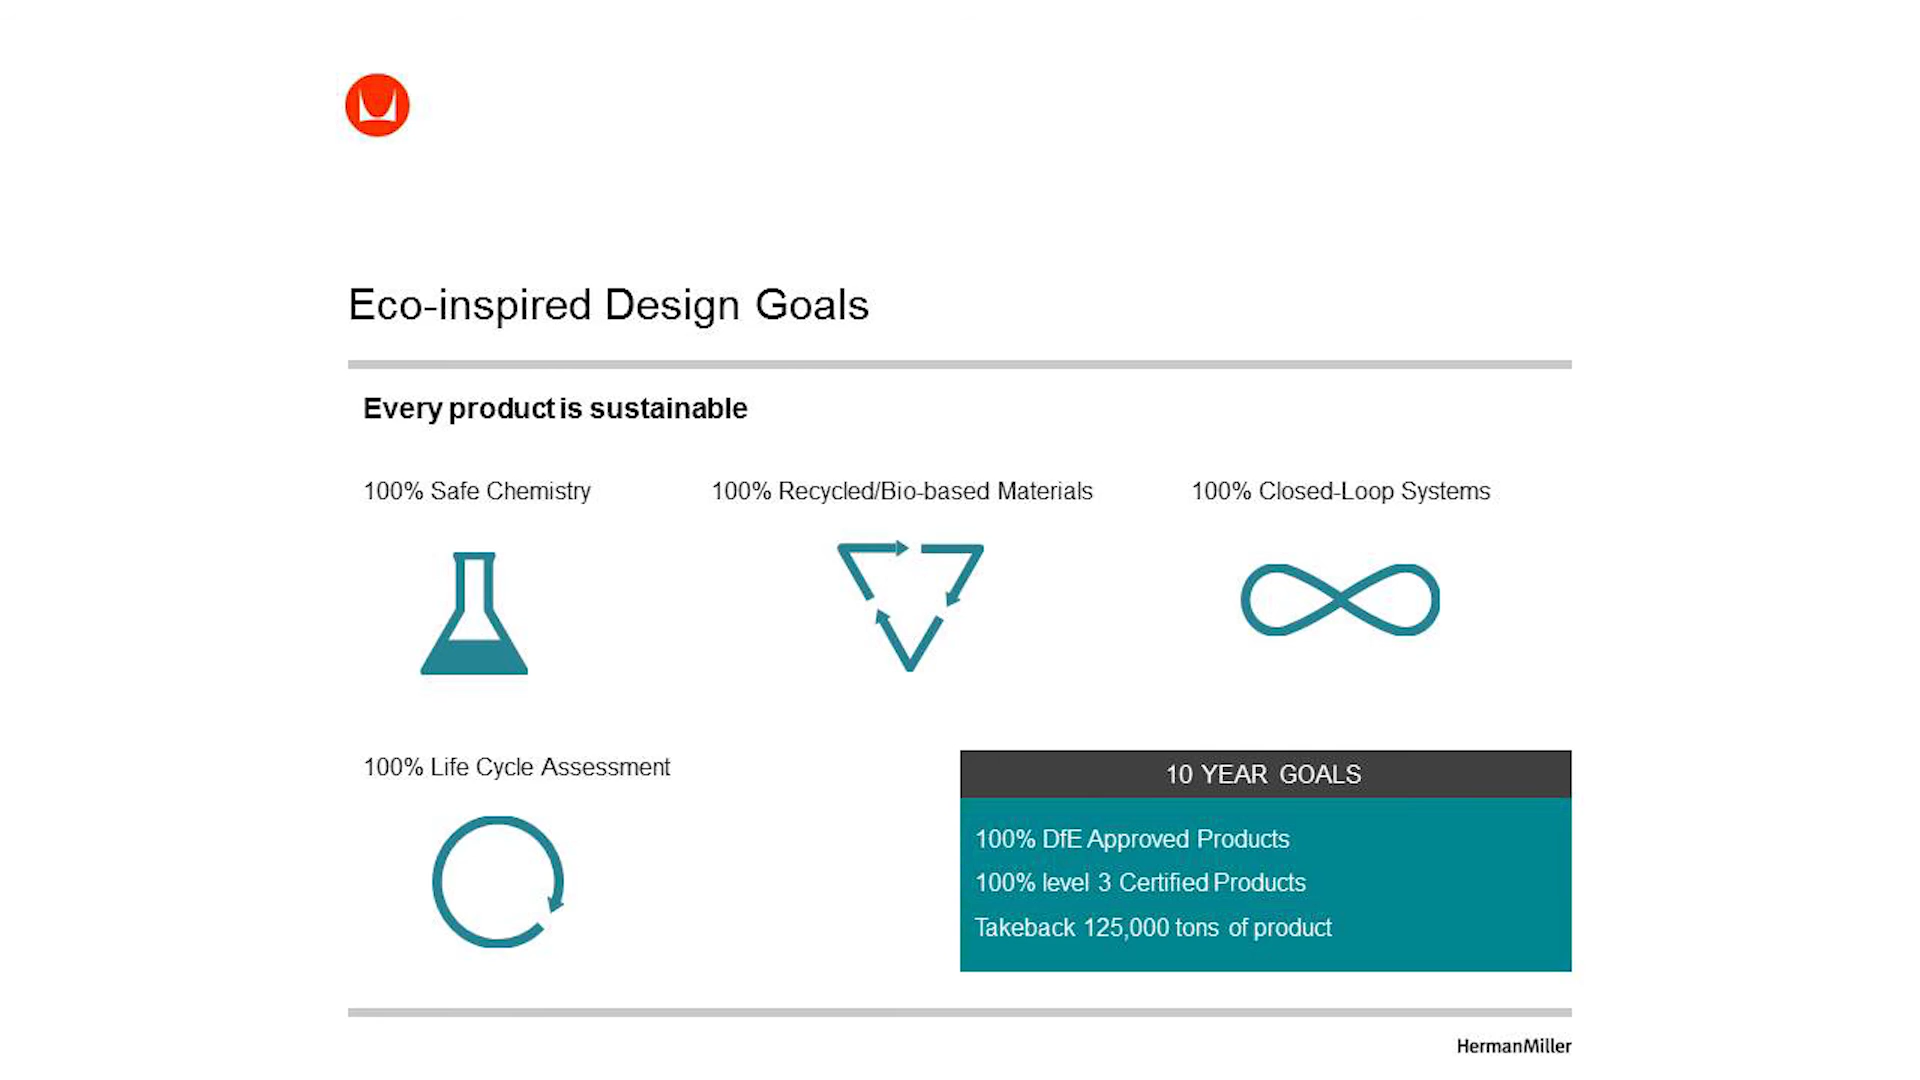 Eco-inspired Design Goals
Every product is sustainable
100% Safe Chemistry
100% Recycled/Bio-based Materials
100% Closed-Loop Systems
100% Life Cycle Assessment
10 YEAR GOALS
100% DfE Approved Products
100% level 3 Certified Products
Takeback 125,000 tons of product
HermanMiller